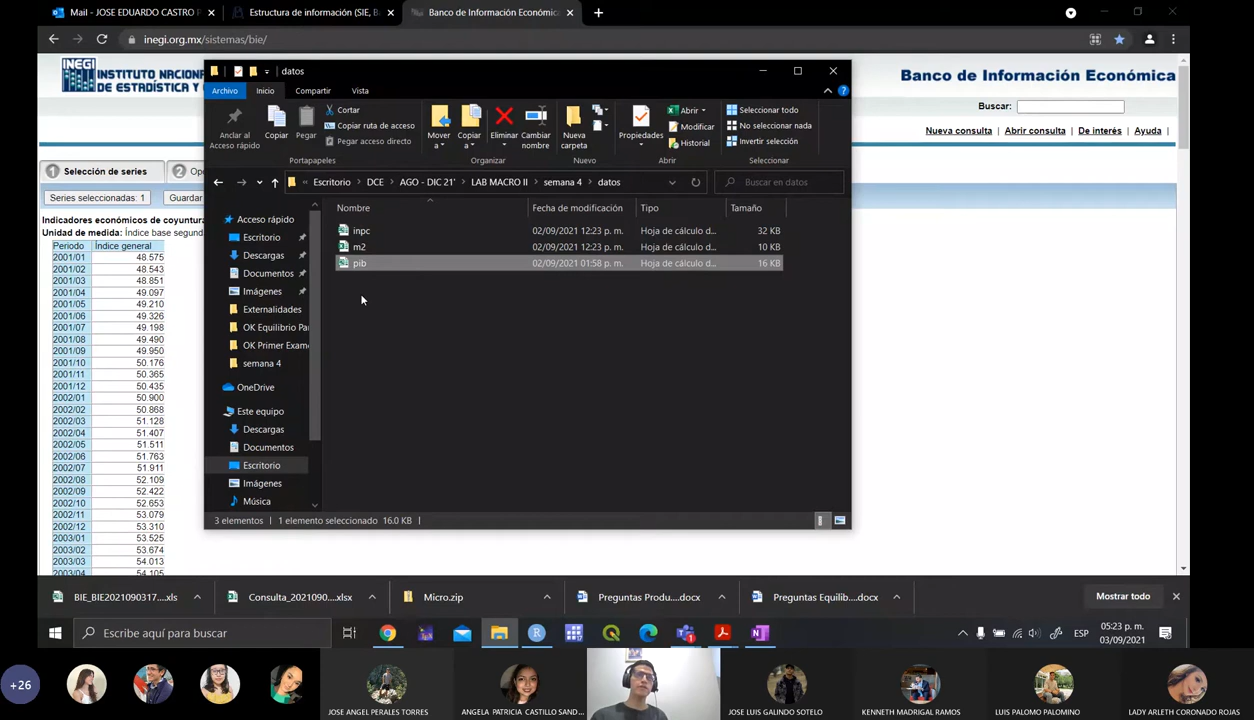 Mail - JOSE EDUARDO CASTRO R
Estructura de información (SIE, Ba
Banco de Información Económica
inegi.org.mx/sistemas/bie/
INEGI
INSTITUTO NACION
DE ESTADÍSTICA Y
Banco de Información Económica
Buscar:
Nueva consulta
Abrir consulta
De interés
Ayuda
1 Selección de series
2 Op
Series seleccionadas: 1
Guardar
Indicadores económicos de coyuntura
Unidad de medida: Índice base segund
Periodo Índice general
2001/01 48.575
2001/02 48.543
2001/03 48.851
2001/04 49.097
2001/05 49.210
2001/06 49.326
2001/07 49.198
2001/08 49.490
2001/09 49.950
2001/10 50.176
2001/11 50.365
2001/12 50.435
2002/01 50.900
2002/02 50.868
2002/03 51.128
2002/04 51.407
2002/05 51.511
2002/06 51.763
2002/07 51.911
2002/08 52.109
2002/09 52.422
2002/10 52.653
2002/11 53.079
2002/12 53.310
2003/01 53.525
2003/02 53.674
2003/03 54.013
2003/04 54.105
datos
Archivo Inicio Compartir Vista
Anclar al
Acceso rápido
Copiar
Pegar
Cortar
Copiar ruta de acceso
Pegar acceso directo
Portapapeles
Mover
a
Copiar
a
Eliminar
Cambiar
nombre
Organizar
Nueva
carpeta
Nuevo
Propiedades
Abrir
Modificar
Historial
Abrir
Seleccionar todo
No seleccionar nada
Invertir selección
Seleccionar
« Escritorio > DCE > AGO - DIC 21' > LAB MACRO II > semana 4 > datos
Buscar en datos
Nombre Fecha de modificación Tipo Tamaño
inpc 02/09/2021 12:23 p. m. Hoja de cálculo d... 32 KB
m2 02/09/2021 12:23 p. m. Hoja de cálculo d... 10 KB
pib 02/09/2021 01:58 p. m. Hoja de cálculo d... 16 KB
Acceso rápido
Escritorio
Descargas
Documentos
Imágenes
Externalidades
OK Equilibrio Pa
OK Primer Exame
semana 4
OneDrive
Este equipo
Descargas
Documentos
Escritorio
Imágenes
Música
3 elementos
1 elemento seleccionado 16.0 KB
BIE_BIE2021090317....xls
Consulta_2021090....xlsx
Micro.zip
Preguntas Produ....docx
Preguntas Equilib....docx
Mostrar todo
Escribe aquí para buscar
1
ESP
05:23 p. m.
03/09/2021
+26
JOSE ANGEL PERALES TORRES
ANGELA PATRICIA CASTILLO SAND...
JOSE LUIS GALINDO SOTELO
KENNETH MADRIGAL RAMOS
LUIS PALOMO PALOMINO
LADY ARLETH CORONADO ROJAS